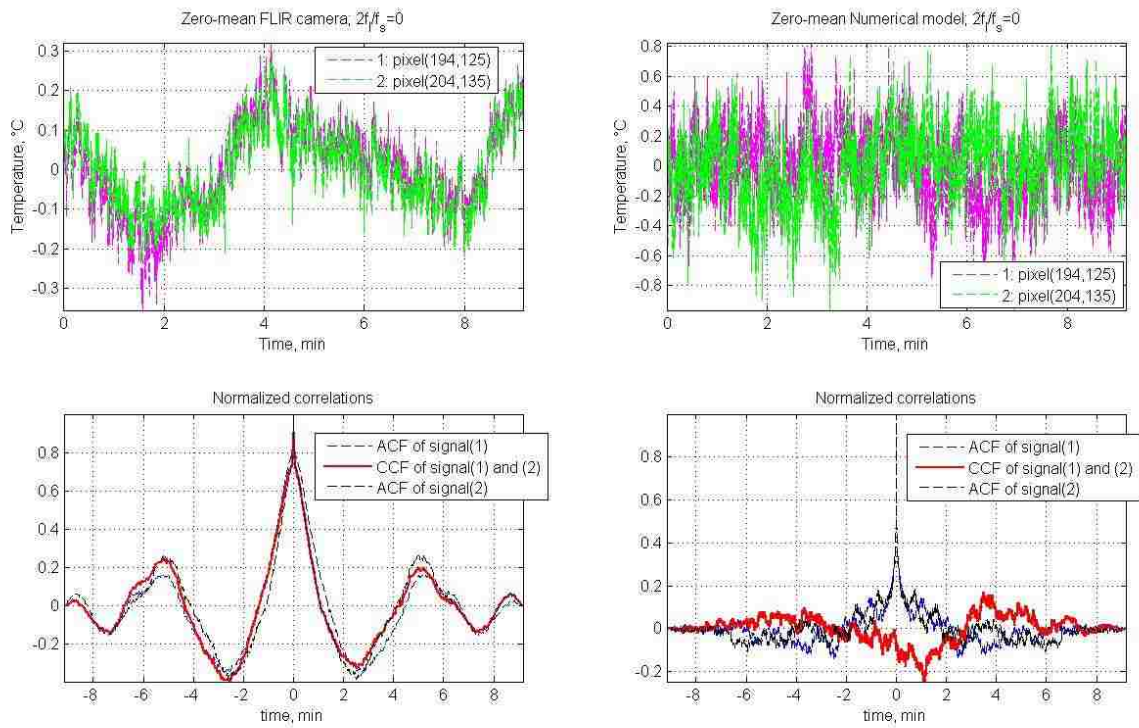 Zero-mean FLIR camera, 2f_l/f_s=0
0.3
0.2
0.1
0
-0.1
-0.2
-0.3
Temperature, °C
1: pixel(194,125)
2: pixel(204,135)
0 2 4 6 8
Time, min
Zero-mean Numerical model, 2f_l/f_s=0
0.8
0.6
0.4
0.2
0
-0.2
-0.4
-0.6
-0.8
Temperature, °C
1: pixel(194,125)
2: pixel(204,135)
0 2 4 6 8
Time, min
Normalized correlations
0.8
0.6
0.4
0.2
0
-0.2
-0.4
ACF of signal(1)
CCF of signal(1) and (2)
ACF of signal(2)
-8 -6 -4 -2 0 2 4 6 8
time, min
Normalized correlations
0.8
0.6
0.4
0.2
0
-0.2
ACF of signal(1)
CCF of signal(1) and (2)
ACF of signal(2)
-8 -6 -4 -2 0 2 4 6 8
time, min